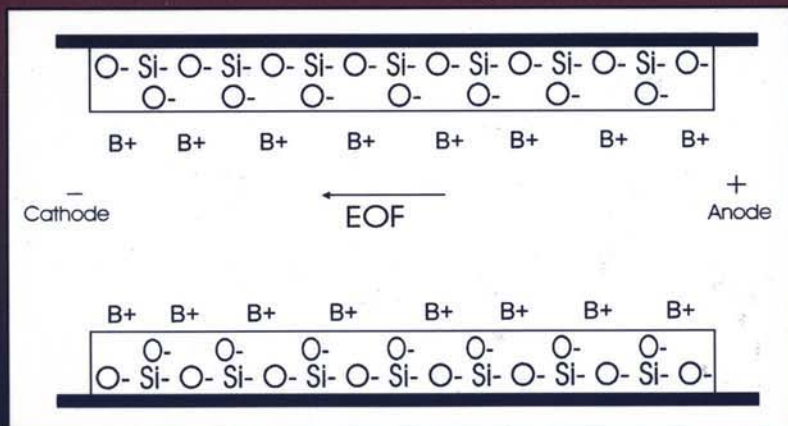 O- Si- O- Si- O- Si- O- Si- O- Si- O- Si- O- Si- O-
O- O- O- O- O- O- O-
B+ B+ B+ B+ B+ B+ B+ B+
− +
Cathode Anode
EOF
B+ B+ B+ B+ B+ B+ B+ B+
O- O- O- O- O- O- O-
O- Si- O- Si- O- Si- O- Si- O- Si- O- Si- O- Si- O-